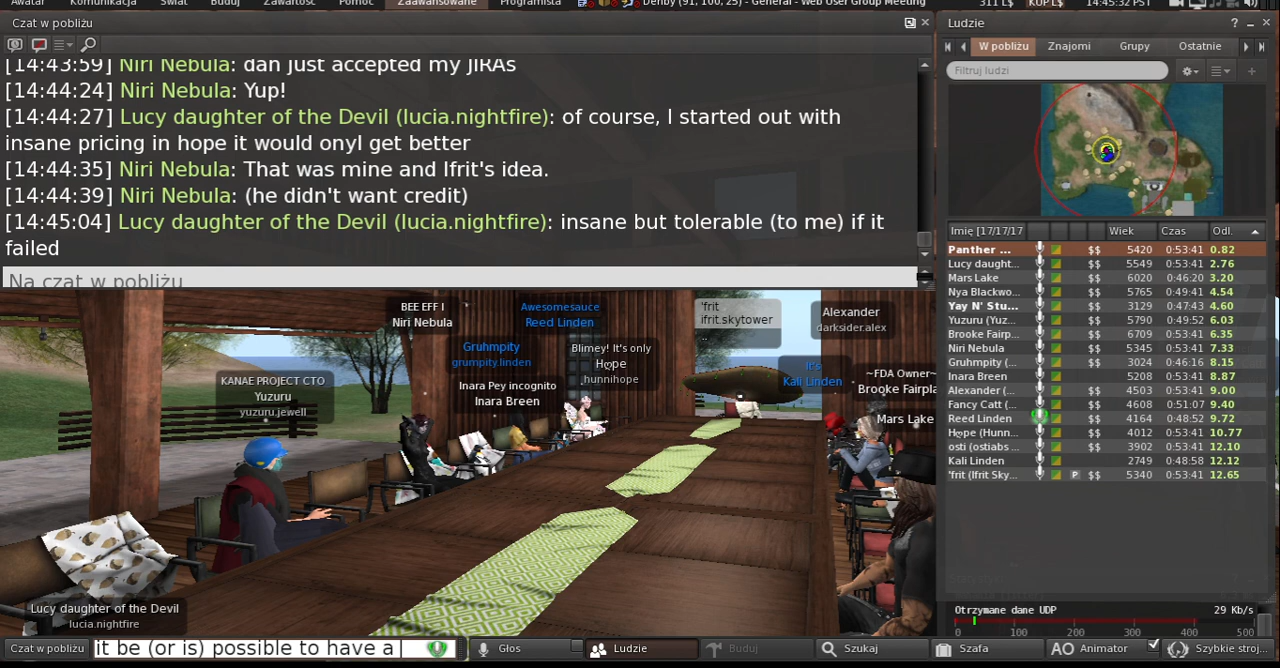 Awatar Komunikacja Świat Buduj Zawartość Pomoc Zaawansowane Programista Denby (91, 100, 25) - General - Web User Group Meeting 311 L$ KUP L$ 14:45:32 PST
Czat w pobliżu
[14:43:59] Niri Nebula: dan just accepted my JIRAs
[14:44:24] Niri Nebula: Yup!
[14:44:27] Lucy daughter of the Devil (lucia.nightfire): of course, I started out with
insane pricing in hope it would onyl get better
[14:44:35] Niri Nebula: That was mine and Ifrit's idea.
[14:44:39] Niri Nebula: (he didn't want credit)
[14:45:04] Lucy daughter of the Devil (lucia.nightfire): insane but tolerable (to me) if it
failed
Na czat w pobliżu
BEE EFF I
Niri Nebula
Awesomesauce
Reed Linden
'frit
ifrit.skytower
Alexander
darksider.alex
Gruhmpity
grumpity.linden
Blimey! It's only
Hope
hunnihope
It's
Kali Linden
~FDA Owner~
Brooke Fairpla
KANAE PROJECT CTO
Yuzuru
yuzuru.jewell
Inara Pey incognito
Inara Breen
Mars Lake
Lucy daughter of the Devil
lucia.nightfire
Ludzie
? _ ×
W pobliżu Znajomi Grupy Ostatnie
Filtruj ludzi
Imię [17/17/17 Wiek Czas Odl.
Panther ... $$ 5420 0:53:41 0.82
Lucy daught... $$ 5549 0:53:41 2.76
Mars Lake $$ 6020 0:46:20 3.20
Nya Blackwo... $$ 5765 0:49:41 4.54
Yay N' Stu... $$ 3129 0:47:43 4.60
Yuzuru (Yuz... $$ 5790 0:49:52 6.03
Brooke Fairp... $$ 6709 0:53:41 6.35
Niri Nebula $$ 5345 0:53:41 7.33
Gruhmpity (... $$ 3024 0:46:16 8.15
Inara Breen 5208 0:53:41 8.87
Alexander (... $$ 4503 0:53:41 9.00
Fancy Catt (... $$ 4608 0:51:07 9.40
Reed Linden $$ 4164 0:48:52 9.72
Hope (Hunn... $$ 4012 0:53:41 10.77
osti (ostiabs... $$ 3902 0:53:41 12.10
Kali Linden 2749 0:48:58 12.12
'frit (Ifrit Sky... P $$ 5340 0:53:41 12.65
Otrzymane dane UDP 29 Kb/s
0 100 200 300 400 500
Czat w pobliżu it be (or is) possible to have a Głos Ludzie Buduj Szukaj Szafa AO Animator Szybkie stroj...